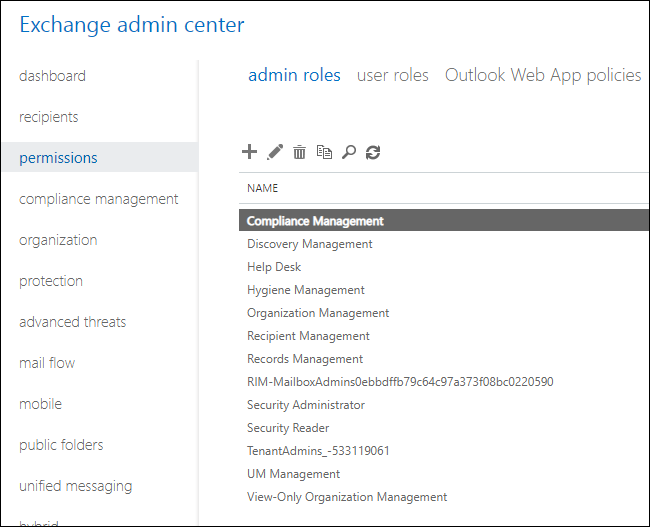 Exchange admin center
dashboard
recipients
permissions
compliance management
organization
protection
advanced threats
mail flow
mobile
public folders
unified messaging
hybrid
admin roles user roles Outlook Web App policies
NAME
Compliance Management
Discovery Management
Help Desk
Hygiene Management
Organization Management
Recipient Management
Records Management
RIM-MailboxAdmins0ebbdffb79c64c97a373f08bc0220590
Security Administrator
Security Reader
TenantAdmins_-533119061
UM Management
View-Only Organization Management